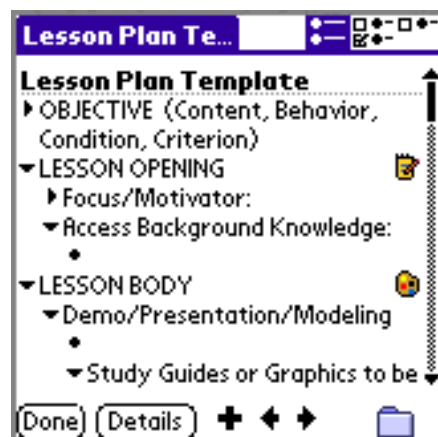 Lesson Plan Te...
Lesson Plan Template
OBJECTIVE (Content, Behavior,
Condition, Criterion)
LESSON OPENING
Focus/Motivator:
Access Background Knowledge:
LESSON BODY
Demo/Presentation/Modeling
Study Guides or Graphics to be
Done Details